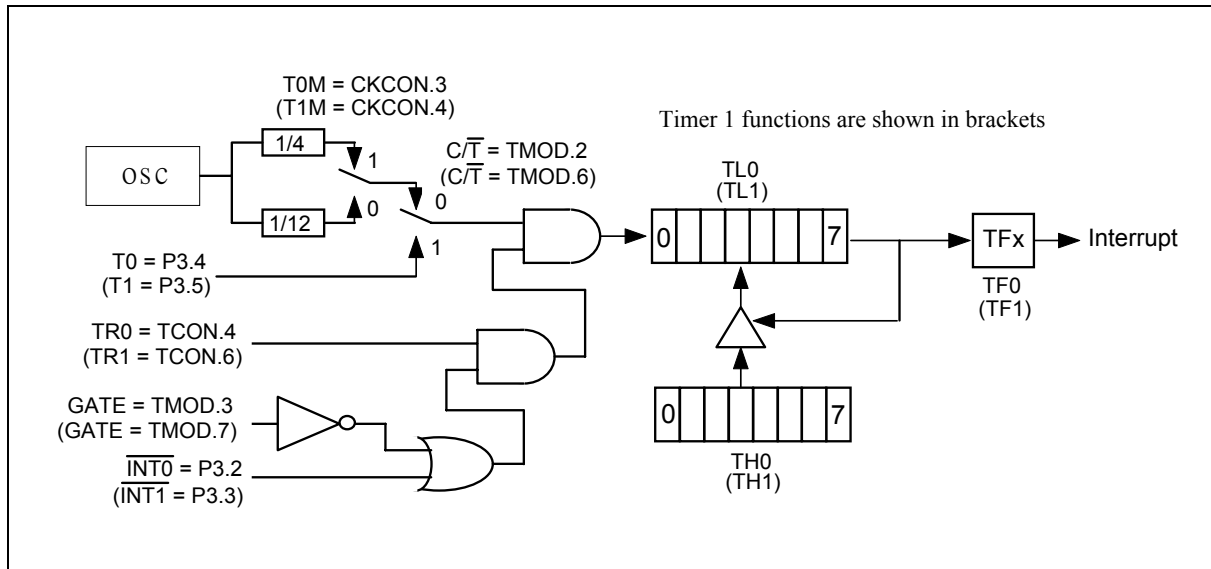 T0M = CKCON.3
(T1M = CKCON.4)
Timer 1 functions are shown in brackets
1/4
OSC
1
C/T̅ = TMOD.2
(C/T̅ = TMOD.6)
0
0
1/12
1
TL0
(TL1)
0
7
TFx
Interrupt
TF0
(TF1)
T0 = P3.4
(T1 = P3.5)
TR0 = TCON.4
(TR1 = TCON.6)
GATE = TMOD.3
(GATE = TMOD.7)
I̅N̅T̅0̅ = P3.2
(I̅N̅T̅1̅ = P3.3)
0
7
TH0
(TH1)